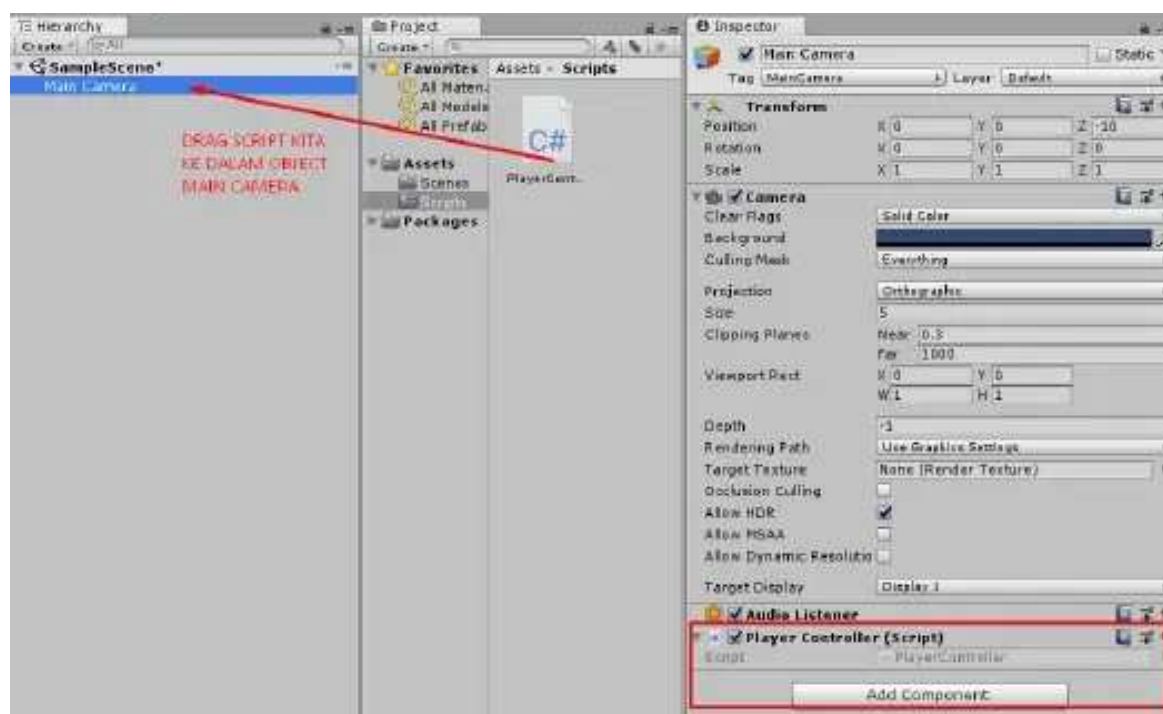 Hierarchy
Create All
SampleScene*
Main Camera
DRAG SCRIPT KITA
KE DALAM OBJECT
MAIN CAMERA
Project
Create
Favorites
All Materi
All Models
All Prefab
Assets
Scenes
Scripts
Packages
Assets Scripts
C#
PlayerCont...
Inspector
Main Camera Static
Tag MainCamera Layer Default
Transform
Position X 0 Y 0 Z -10
Rotation X 0 Y 0 Z 0
Scale X 1 Y 1 Z 1
Camera
Clear Flags Solid Color
Background
Culling Mask Everything
Projection Orthographic
Size 5
Clipping Planes Near 0.3
Far 1000
Viewport Rect X 0 Y 0
W 1 H 1
Depth -1
Rendering Path Use Graphics Settings
Target Texture None (Render Texture)
Occlusion Culling
Allow HDR
Allow MSAA
Allow Dynamic Resolutio
Target Display Display 1
Audio Listener
Player Controller (Script)
Script PlayerController
Add Component